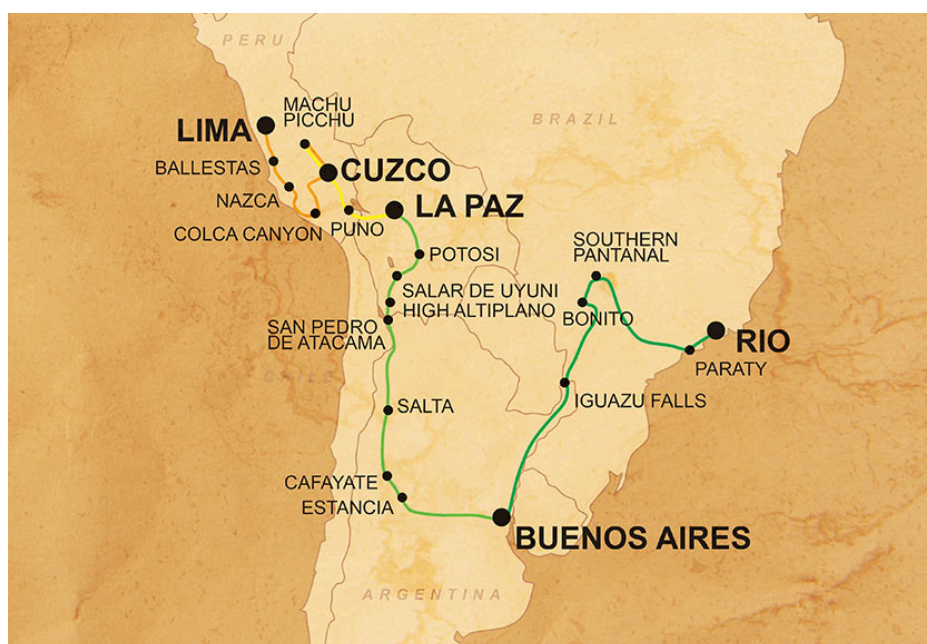 PERU
MACHU
PICCHU
LIMA
BRAZIL
BALLESTAS
CUZCO
NAZCA
LA PAZ
COLCA CANYON
PUNO
SOUTHERN
PANTANAL
POTOSI
SALAR DE UYUNI
HIGH ALTIPLANO
BONITO
SAN PEDRO
DE ATACAMA
RIO
PARATY
CHILE
IGUAZU FALLS
SALTA
CAFAYATE
ESTANCIA
BUENOS AIRES
ARGENTINA